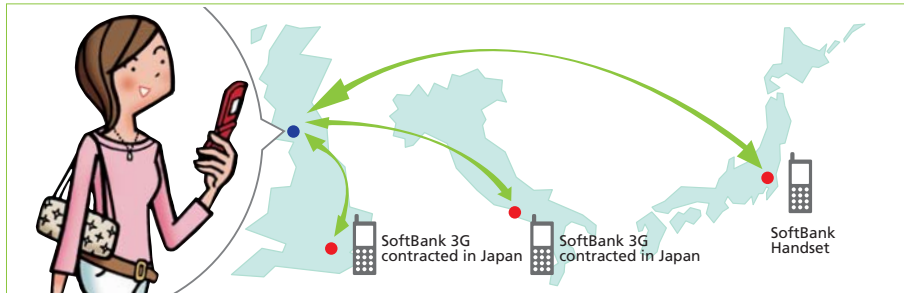 SoftBank 3G
contracted in Japan
SoftBank 3G
contracted in Japan
SoftBank
Handset